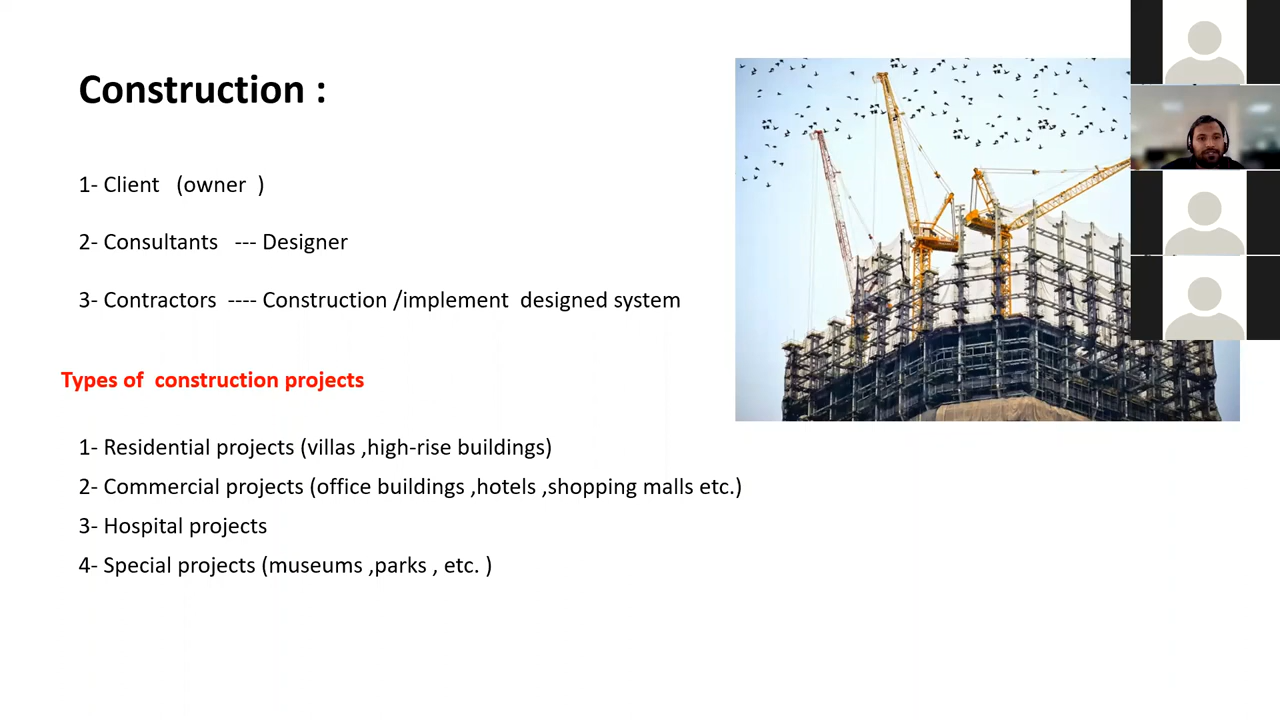 Construction :
1- Client (owner )
2- Consultants --- Designer
3- Contractors ---- Construction /implement designed system
Types of construction projects
1- Residential projects (villas ,high-rise buildings)
2- Commercial projects (office buildings ,hotels ,shopping malls etc.)
3- Hospital projects
4- Special projects (museums ,parks , etc. )